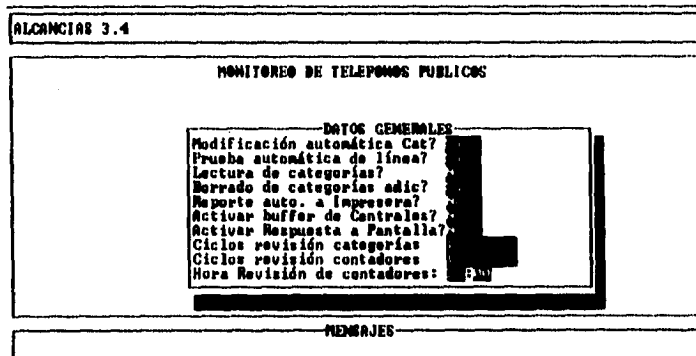 ALCANCIAS 3.4
MONITOREO DE TELEFONOS PUBLICOS
DATOS GENERALES
Modificación automática Cat?
Prueba automática de línea?
Lectura de categorías?
Borrado de categorías adic?
Reporte auto. a Impresora?
Activar buffer de Centrales?
Activar Respuesta a Pantalla?
Ciclos revisión categorías
Ciclos revisión contadores
Hora Revisión de contadores:
MENSAJES